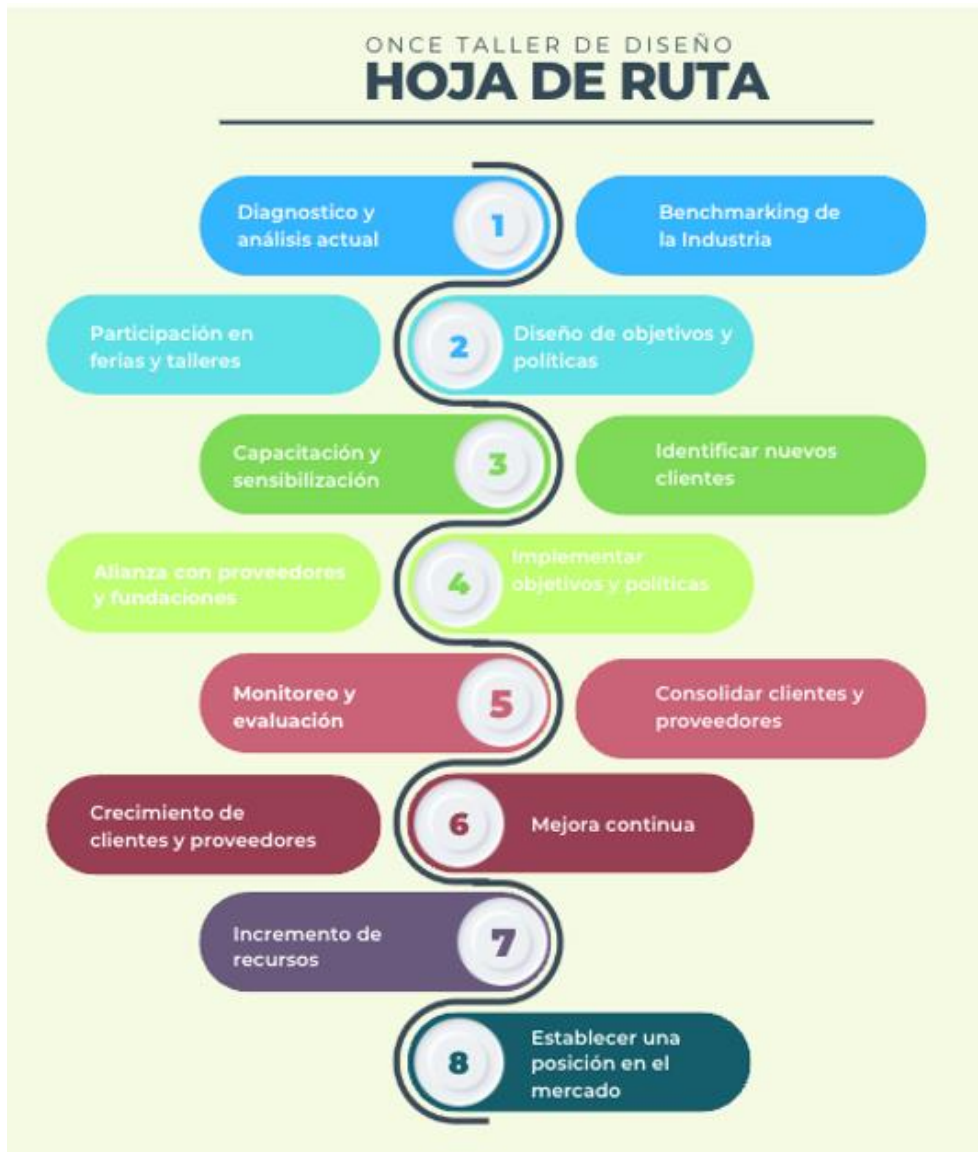 ONCE TALLER DE DISEÑO
HOJA DE RUTA
Diagnostico y
análisis actual
1
Benchmarking de
la Industria
Participación en
ferias y talleres
2
Diseño de objetivos y
políticas
Capacitación y
sensibilización
3
Identificar nuevos
clientes
Alianza con proveedores
y fundaciones
4
Implementar
objetivos y políticas
Monitoreo y
evaluación
5
Consolidar clientes y
proveedores
Crecimiento de
clientes y proveedores
6
Mejora continua
Incremento de
recursos
7
8
Establecer una
posición en el
mercado